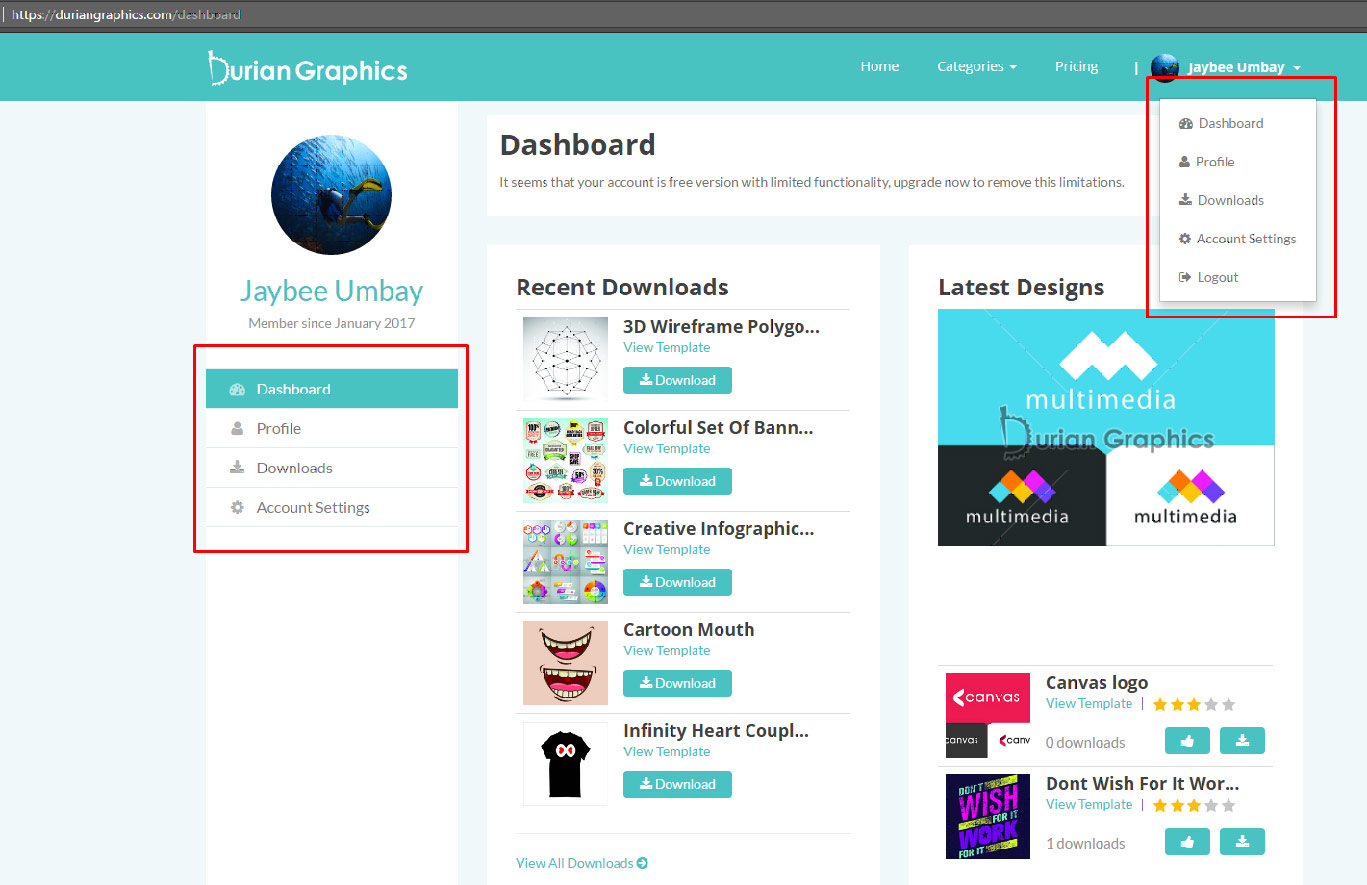 https://duriangraphics.com/dashboard
Durian Graphics
Home
Categories
Pricing
Jaybee Umbay
Dashboard
Profile
Downloads
Account Settings
Logout
Jaybee Umbay
Member since January 2017
Dashboard
Profile
Downloads
Account Settings
Dashboard
It seems that your account is free version with limited functionality, upgrade now to remove this limitations.
Recent Downloads
3D Wireframe Polygo...
View Template
Download
Colorful Set Of Bann...
View Template
Download
Creative Infographic...
View Template
Download
Cartoon Mouth
View Template
Download
Infinity Heart Coupl...
View Template
Download
View All Downloads
Latest Designs
multimedia
Durian Graphics
multimedia
multimedia
canvas
canvas
canv
Canvas logo
View Template |
0 downloads
DON'T
WISH
FOR IT
WORK
FOR IT
Dont Wish For It Wor...
View Template |
1 downloads